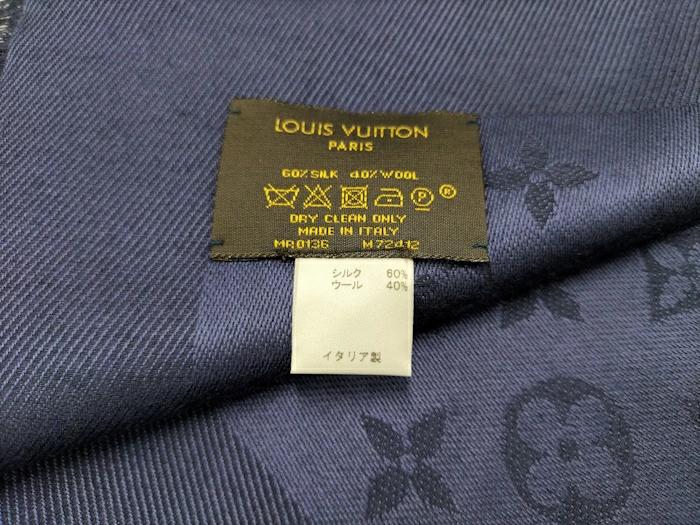 LOUIS VUITTON
PARIS
60% SILK 40% WOOL
P ®
DRY CLEAN ONLY
MADE IN ITALY
MR0136 M72412
シルク 60%
ウール 40%
イタリア製